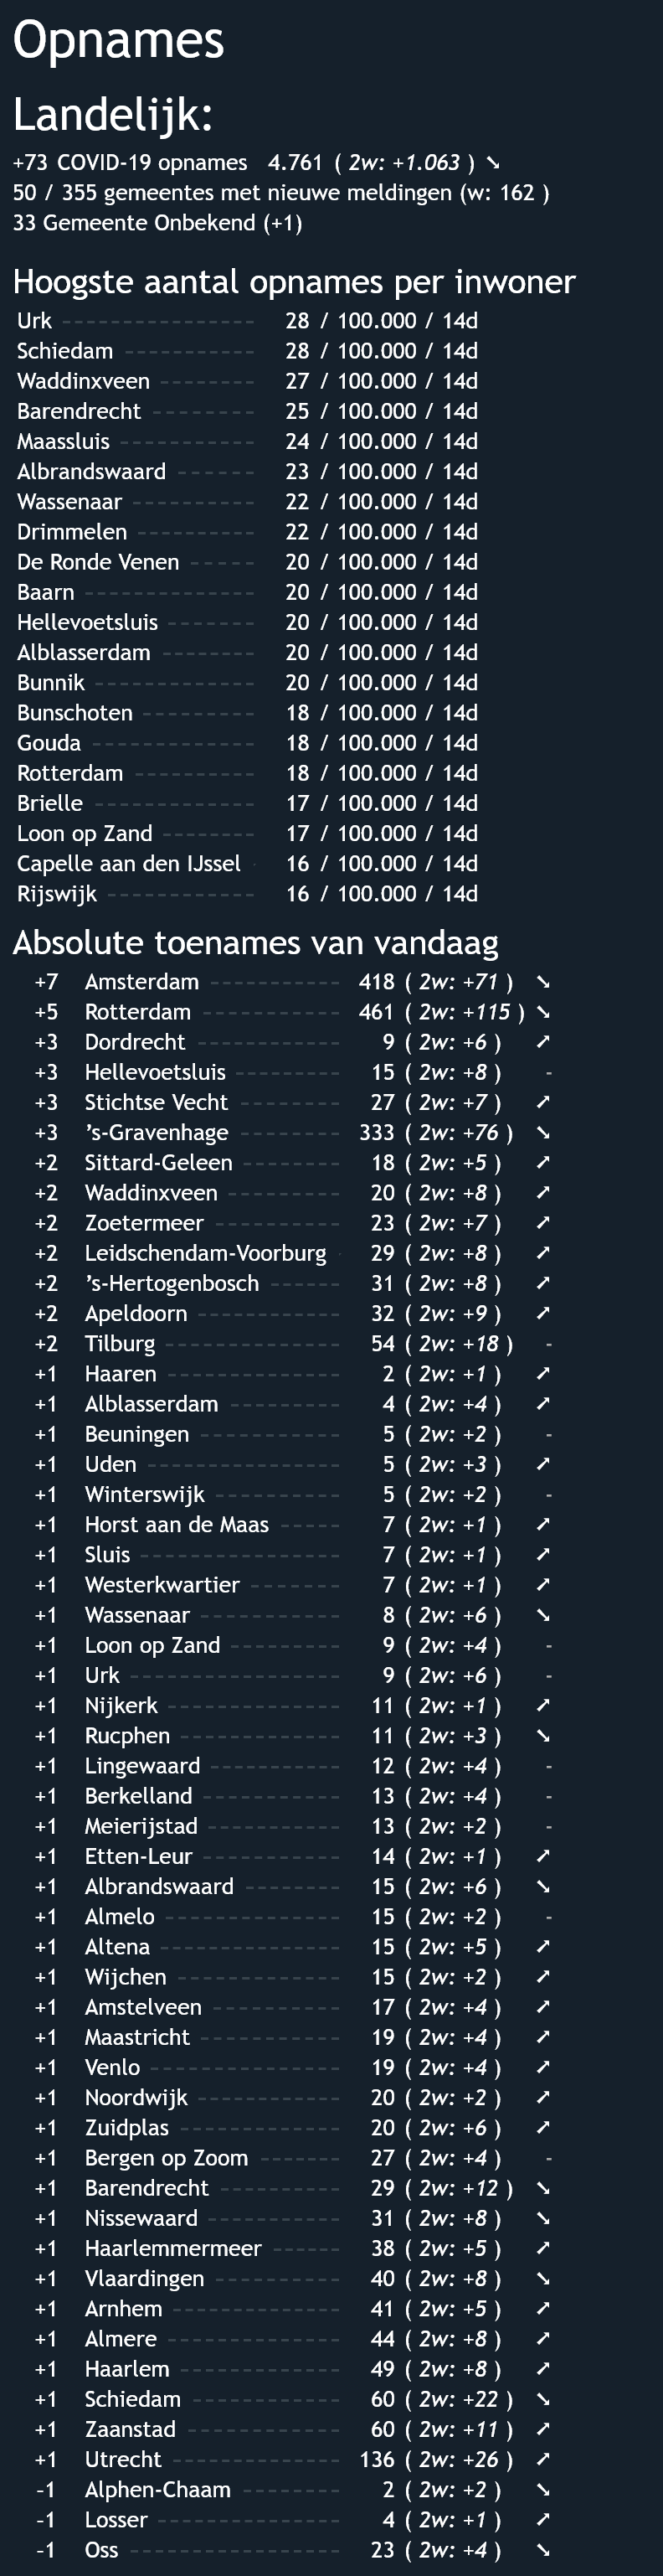 Opnames
Landelijk:
+73 COVID-19 opnames 4.761 ( 2w: +1.063 ) ➘
50 / 355 gemeentes met nieuwe meldingen (w: 162 )
33 Gemeente Onbekend (+1)
Hoogste aantal opnames per inwoner
Urk ---------------- 28 / 100.000 / 14d
Schiedam ----------- 28 / 100.000 / 14d
Waddinxveen -------- 27 / 100.000 / 14d
Barendrecht --------- 25 / 100.000 / 14d
Maassluis ----------- 24 / 100.000 / 14d
Albrandswaard ------ 23 / 100.000 / 14d
Wassenaar ---------- 22 / 100.000 / 14d
Drimmelen ---------- 22 / 100.000 / 14d
De Ronde Venen ----- 20 / 100.000 / 14d
Baarn -------------- 20 / 100.000 / 14d
Hellevoetsluis ------- 20 / 100.000 / 14d
Alblasserdam -------- 20 / 100.000 / 14d
Bunnik -------------- 20 / 100.000 / 14d
Bunschoten --------- 18 / 100.000 / 14d
Gouda -------------- 18 / 100.000 / 14d
Rotterdam ---------- 18 / 100.000 / 14d
Brielle ------------- 17 / 100.000 / 14d
Loon op Zand -------- 17 / 100.000 / 14d
Capelle aan den IJssel - 16 / 100.000 / 14d
Rijswijk ------------ 16 / 100.000 / 14d
Absolute toenames van vandaag
+7 Amsterdam ----------- 418 ( 2w: +71 ) ➘
+5 Rotterdam ------------ 461 ( 2w: +115 ) ➘
+3 Dordrecht ------------- 9 ( 2w: +6 ) ➚
+3 Hellevoetsluis --------- 15 ( 2w: +8 ) -
+3 Stichtse Vecht --------- 27 ( 2w: +7 ) ➚
+3 ’s-Gravenhage --------- 333 ( 2w: +76 ) ➘
+2 Sittard-Geleen -------- 18 ( 2w: +5 ) ➚
+2 Waddinxveen ---------- 20 ( 2w: +8 ) ➚
+2 Zoetermeer ----------- 23 ( 2w: +7 ) ➚
+2 Leidschendam-Voorburg - 29 ( 2w: +8 ) ➚
+2 ’s-Hertogenbosch ------ 31 ( 2w: +8 ) ➚
+2 Apeldoorn ------------ 32 ( 2w: +9 ) ➚
+2 Tilburg --------------- 54 ( 2w: +18 ) -
+1 Haaren --------------- 2 ( 2w: +1 ) ➚
+1 Alblasserdam ---------- 4 ( 2w: +4 ) ➚
+1 Beuningen ------------ 5 ( 2w: +2 ) -
+1 Uden ---------------- 5 ( 2w: +3 ) ➚
+1 Winterswijk ----------- 5 ( 2w: +2 ) -
+1 Horst aan de Maas ----- 7 ( 2w: +1 ) ➚
+1 Sluis ----------------- 7 ( 2w: +1 ) ➚
+1 Westerkwartier ------- 7 ( 2w: +1 ) ➚
+1 Wassenaar ------------ 8 ( 2w: +6 ) ➘
+1 Loon op Zand --------- 9 ( 2w: +4 ) -
+1 Urk ------------------ 9 ( 2w: +6 ) -
+1 Nijkerk -------------- 11 ( 2w: +1 ) ➚
+1 Rucphen ------------- 11 ( 2w: +3 ) ➘
+1 Lingewaard ----------- 12 ( 2w: +4 ) -
+1 Berkelland ------------ 13 ( 2w: +4 ) -
+1 Meierijstad ----------- 13 ( 2w: +2 ) -
+1 Etten-Leur ------------ 14 ( 2w: +1 ) ➚
+1 Albrandswaard -------- 15 ( 2w: +6 ) ➘
+1 Almelo --------------- 15 ( 2w: +2 ) -
+1 Altena --------------- 15 ( 2w: +5 ) ➚
+1 Wijchen -------------- 15 ( 2w: +2 ) ➚
+1 Amstelveen ----------- 17 ( 2w: +4 ) ➚
+1 Maastricht ------------ 19 ( 2w: +4 ) ➚
+1 Venlo ---------------- 19 ( 2w: +4 ) ➚
+1 Noordwijk ------------ 20 ( 2w: +2 ) ➚
+1 Zuidplas -------------- 20 ( 2w: +6 ) ➚
+1 Bergen op Zoom ------- 27 ( 2w: +4 ) -
+1 Barendrecht ---------- 29 ( 2w: +12 ) ➘
+1 Nissewaard ----------- 31 ( 2w: +8 ) ➘
+1 Haarlemmermeer ------ 38 ( 2w: +5 ) ➚
+1 Vlaardingen ----------- 40 ( 2w: +8 ) ➘
+1 Arnhem -------------- 41 ( 2w: +5 ) ➚
+1 Almere --------------- 44 ( 2w: +8 ) ➚
+1 Haarlem ------------- 49 ( 2w: +8 ) ➚
+1 Schiedam ------------ 60 ( 2w: +22 ) ➘
+1 Zaanstad ------------- 60 ( 2w: +11 ) ➚
+1 Utrecht -------------- 136 ( 2w: +26 ) ➚
-1 Alphen-Chaam -------- 2 ( 2w: +2 ) ➘
-1 Losser --------------- 4 ( 2w: +1 ) ➚
-1 Oss ------------------ 23 ( 2w: +4 ) ➘